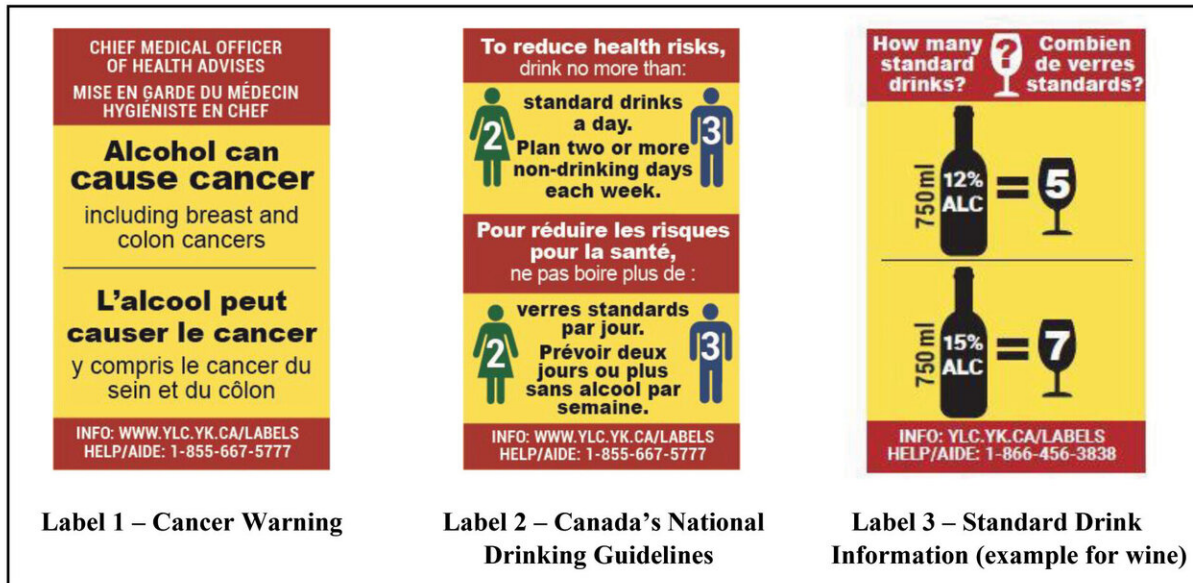 CHIEF MEDICAL OFFICER
OF HEALTH ADVISES
MISE EN GARDE DU MÉDECIN
HYGIÉNISTE EN CHEF
Alcohol can
cause cancer
including breast and
colon cancers
L'alcool peut
causer le cancer
y compris le cancer du
sein et du côlon
INFO: WWW.YLC.YK.CA/LABELS
HELP/AIDE: 1-855-667-5777
Label 1 – Cancer Warning
To reduce health risks,
drink no more than:
2
standard drinks
a day.
Plan two or more
non-drinking days
each week.
3
Pour réduire les risques
pour la santé,
ne pas boire plus de :
2
verres standards
par jour.
Prévoir deux
jours ou plus
sans alcool par
semaine.
3
INFO: WWW.YLC.YK.CA/LABELS
HELP/AIDE: 1-855-667-5777
Label 2 – Canada's National
Drinking Guidelines
How many
standard
drinks?
?
Combien
de verres
standards?
750 ml
12%
ALC
=
5
750 ml
15%
ALC
=
7
INFO: YLC.YK.CA/LABELS
HELP/AIDE: 1-866-456-3838
Label 3 – Standard Drink
Information (example for wine)